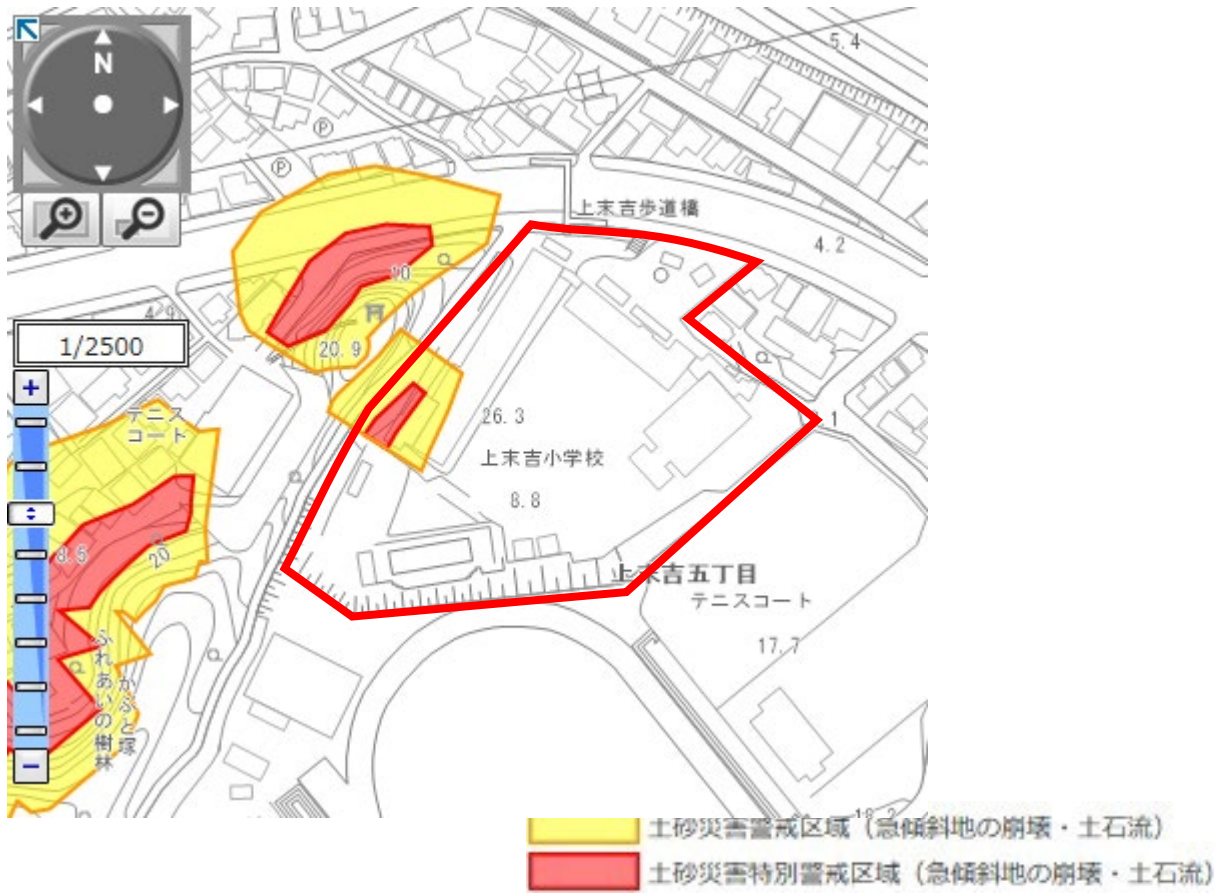 N
5.4
P
P
上末吉歩道橋
4.2
10
4.9
20.9
1/2500
テニス
コート
26.3
上末吉小学校
8.8
8.5
20
上末吉五丁目
テニスコート
17.7
ふれあいの樹林
かぶと塚
18.2
土砂災害警戒区域（急傾斜地の崩壊・土石流）
土砂災害特別警戒区域（急傾斜地の崩壊・土石流）